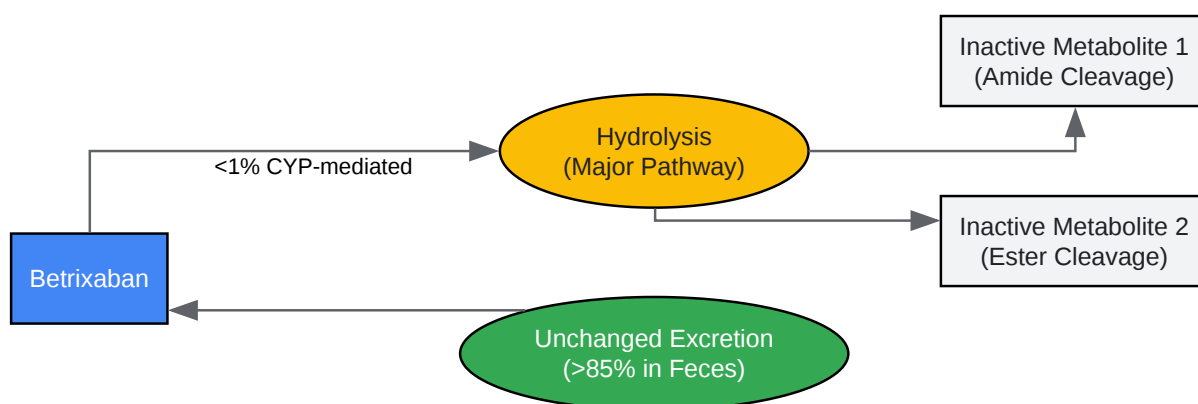 Inactive Metabolite 1
(Amide Cleavage)
Hydrolysis
(Major Pathway)
<1% CYP-mediated
Inactive Metabolite 2
(Ester Cleavage)
Betrixaban
Unchanged Excretion
(>85% in Feces)